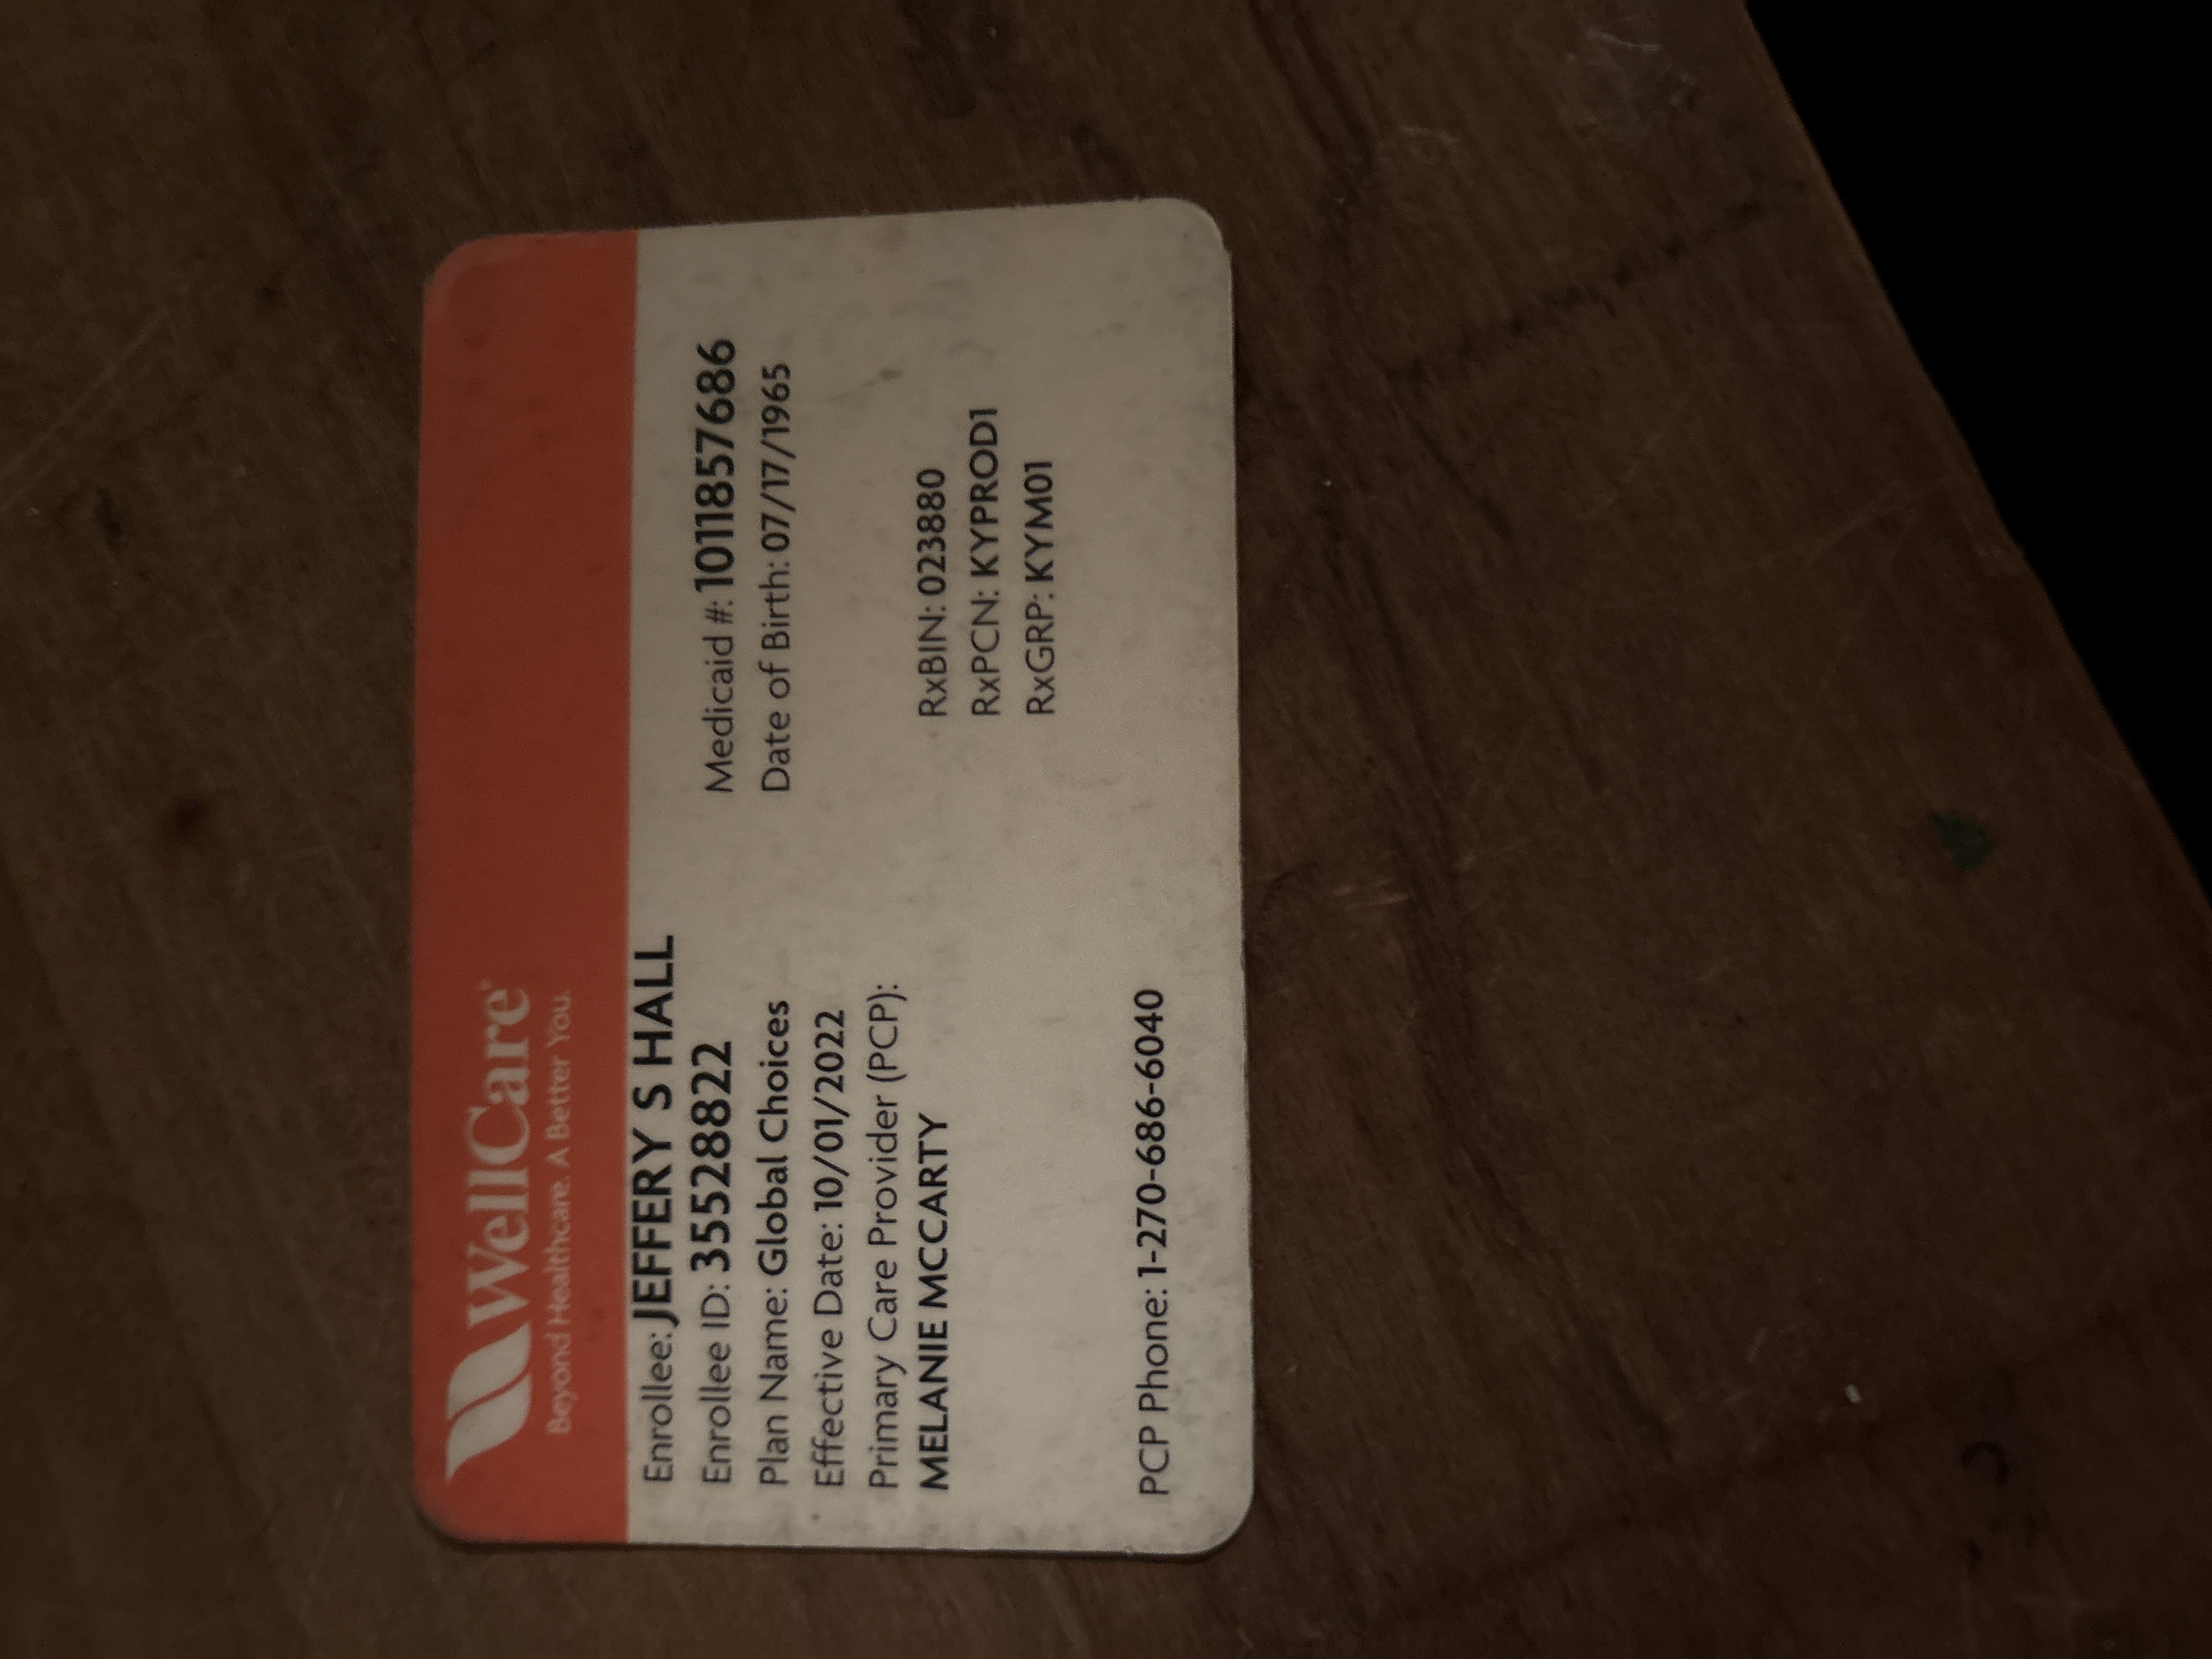 WellCare®
Beyond Healthcare. A Better You.
Enrollee: JEFFERY S HALL
Enrollee ID: 35528822
Medicaid #: 1011857686
Plan Name: Global Choices
Date of Birth: 07/17/1965
Effective Date: 10/01/2022
Primary Care Provider (PCP):
MELANIE MCCARTY
RxBIN: 023880
RxPCN: KYPROD1
RxGRP: KYM01
PCP Phone: 1-270-686-6040